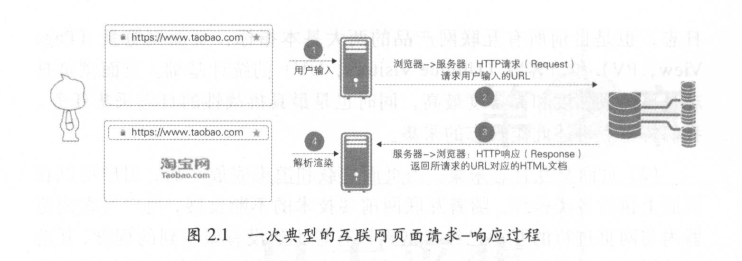 https://www.taobao.com
1
用户输入
浏览器->服务器：HTTP请求（Request）
请求用户输入的URL
2
https://www.taobao.com
淘宝网
Taobao.com
4
解析渲染
3
服务器->浏览器：HTTP响应（Response）
返回所请求的URL对应的HTML文档
图 2.1 一次典型的互联网页面请求-响应过程